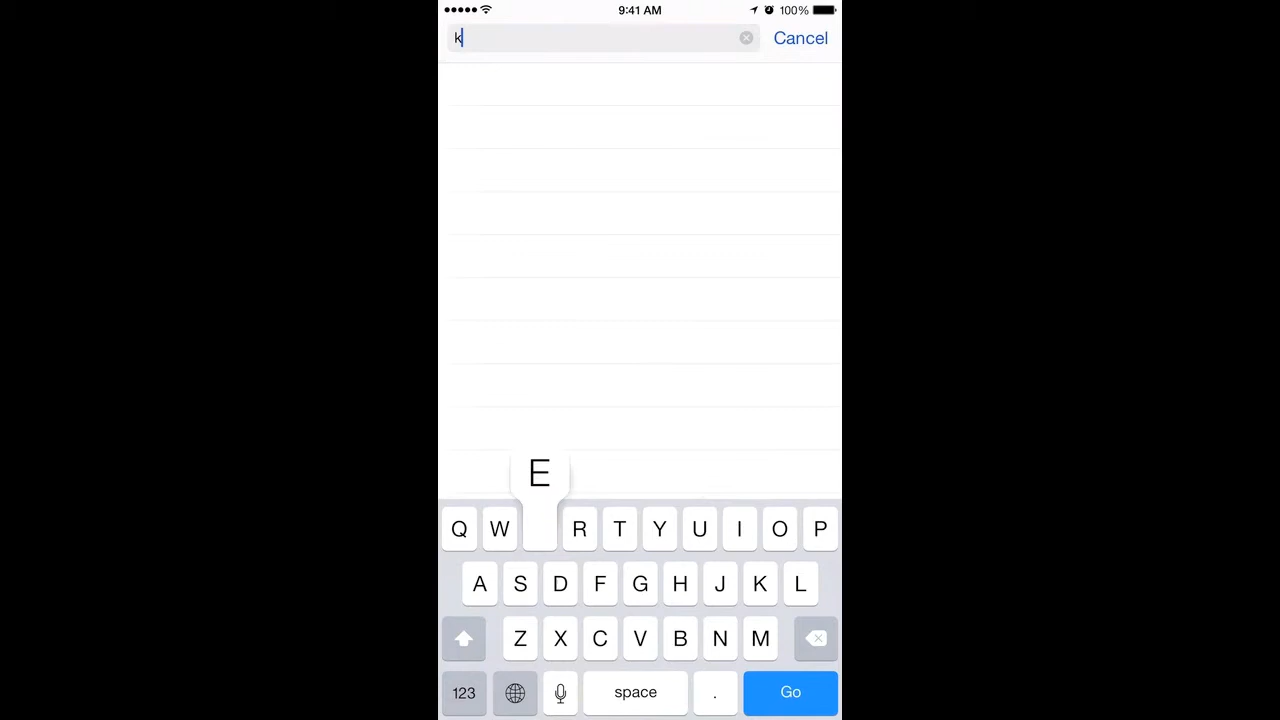 9:41 AM 100%
k Cancel
E
Q W R T Y U I O P
A S D F G H J K L
Z X C V B N M
123 space . Go